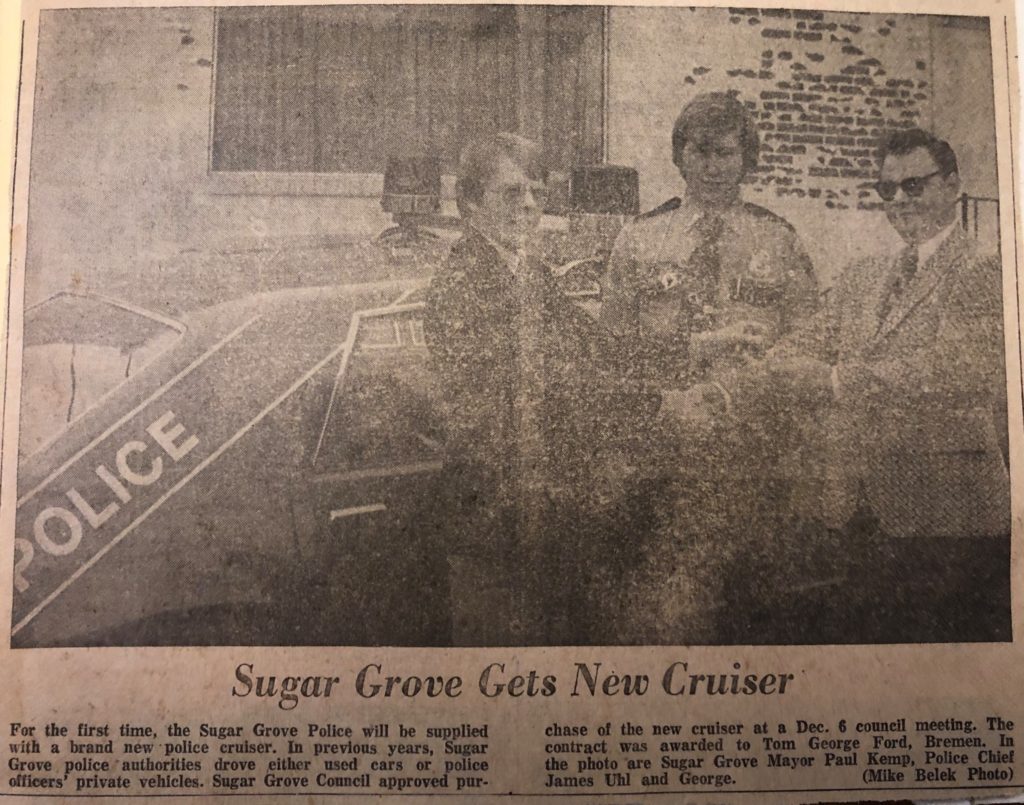 POLICE
Sugar Grove Gets New Cruiser
For the first time, the Sugar Grove Police will be supplied
with a brand new police cruiser. In previous years, Sugar
Grove police authorities drove either used cars or police
officers' private vehicles. Sugar Grove Council approved pur-
chase of the new cruiser at a Dec. 6 council meeting. The
contract was awarded to Tom George Ford, Bremen. In
the photo are Sugar Grove Mayor Paul Kemp, Police Chief
James Uhl and George. (Mike Belek Photo)